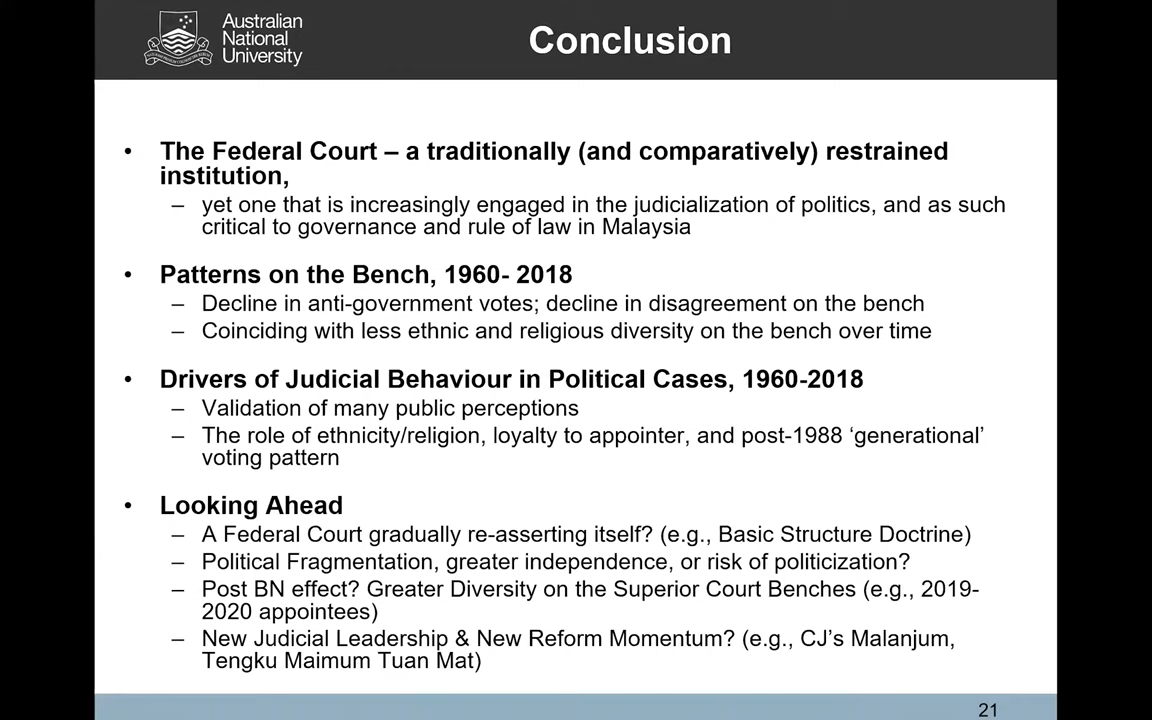 Australian
National
University
Conclusion
• The Federal Court – a traditionally (and comparatively) restrained
institution,
– yet one that is increasingly engaged in the judicialization of politics, and as such
critical to governance and rule of law in Malaysia
• Patterns on the Bench, 1960- 2018
– Decline in anti-government votes; decline in disagreement on the bench
– Coinciding with less ethnic and religious diversity on the bench over time
• Drivers of Judicial Behaviour in Political Cases, 1960-2018
– Validation of many public perceptions
– The role of ethnicity/religion, loyalty to appointer, and post-1988 ‘generational’
voting pattern
• Looking Ahead
– A Federal Court gradually re-asserting itself? (e.g., Basic Structure Doctrine)
– Political Fragmentation, greater independence, or risk of politicization?
– Post BN effect? Greater Diversity on the Superior Court Benches (e.g., 2019-
2020 appointees)
– New Judicial Leadership & New Reform Momentum? (e.g., CJ’s Malanjum,
Tengku Maimum Tuan Mat)
21